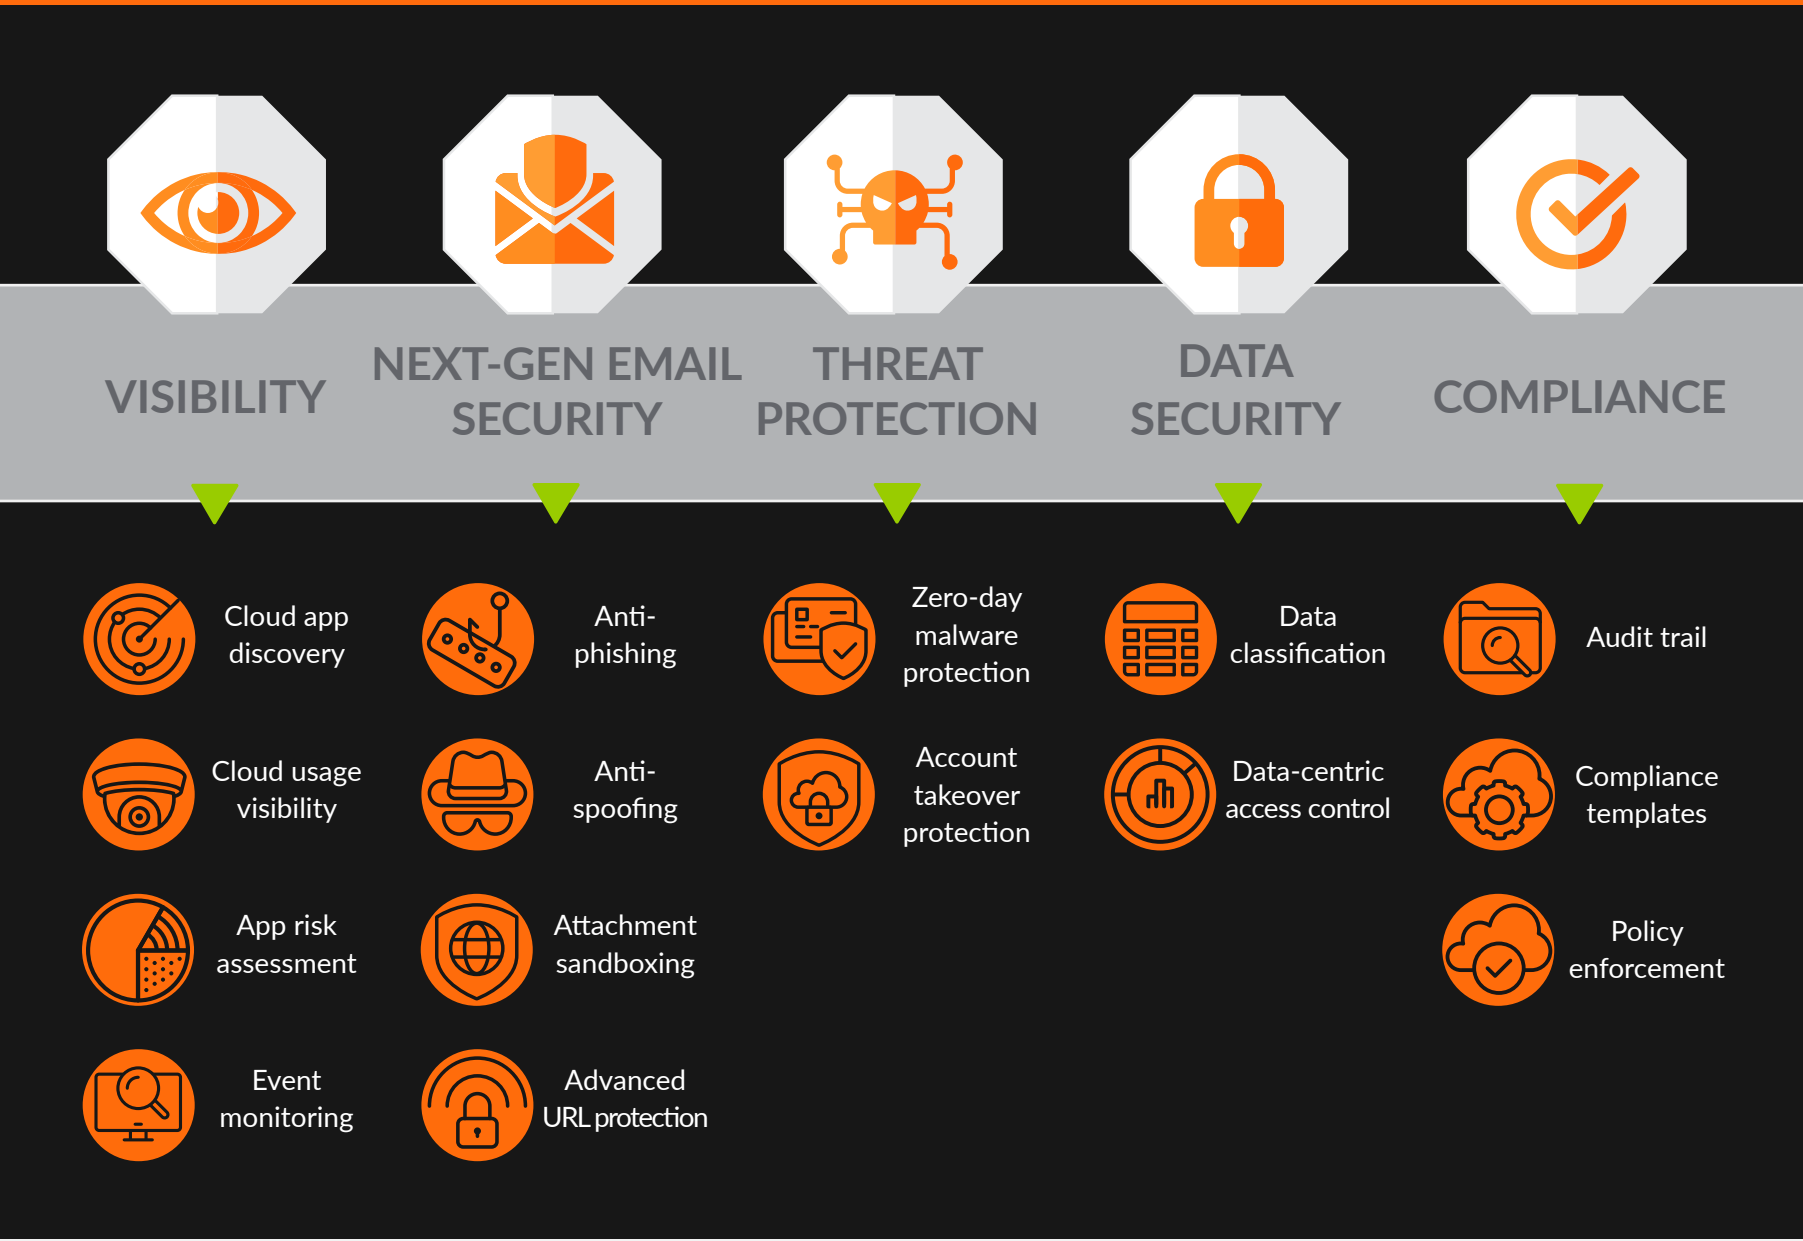 VISIBILITY
NEXT-GEN EMAIL
SECURITY
THREAT
PROTECTION
DATA
SECURITY
COMPLIANCE
Cloud app
discovery
Cloud usage
visibility
App risk
assessment
Event
monitoring
Anti-
phishing
Anti-
spoofing
Attachment
sandboxing
Advanced
URL protection
Zero-day
malware
protection
Account
takeover
protection
Data
classification
Data-centric
access control
Audit trail
Compliance
templates
Policy
enforcement